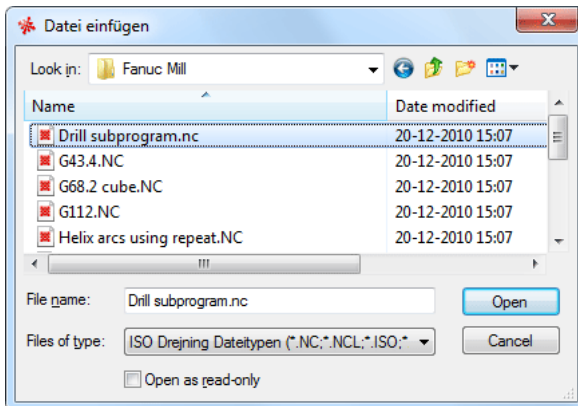 Datei einfügen
Look in: Fanuc Mill
Name Date modified
Drill subprogram.nc 20-12-2010 15:07
G43.4.NC 20-12-2010 15:07
G68.2 cube.NC 20-12-2010 15:07
G112.NC 20-12-2010 15:07
Helix arcs using repeat.NC 20-12-2010 15:07
File name: Drill subprogram.nc Open
Files of type: ISO Drejning Dateitypen (*.NC;*.NCL;*.ISO;* Cancel
Open as read-only